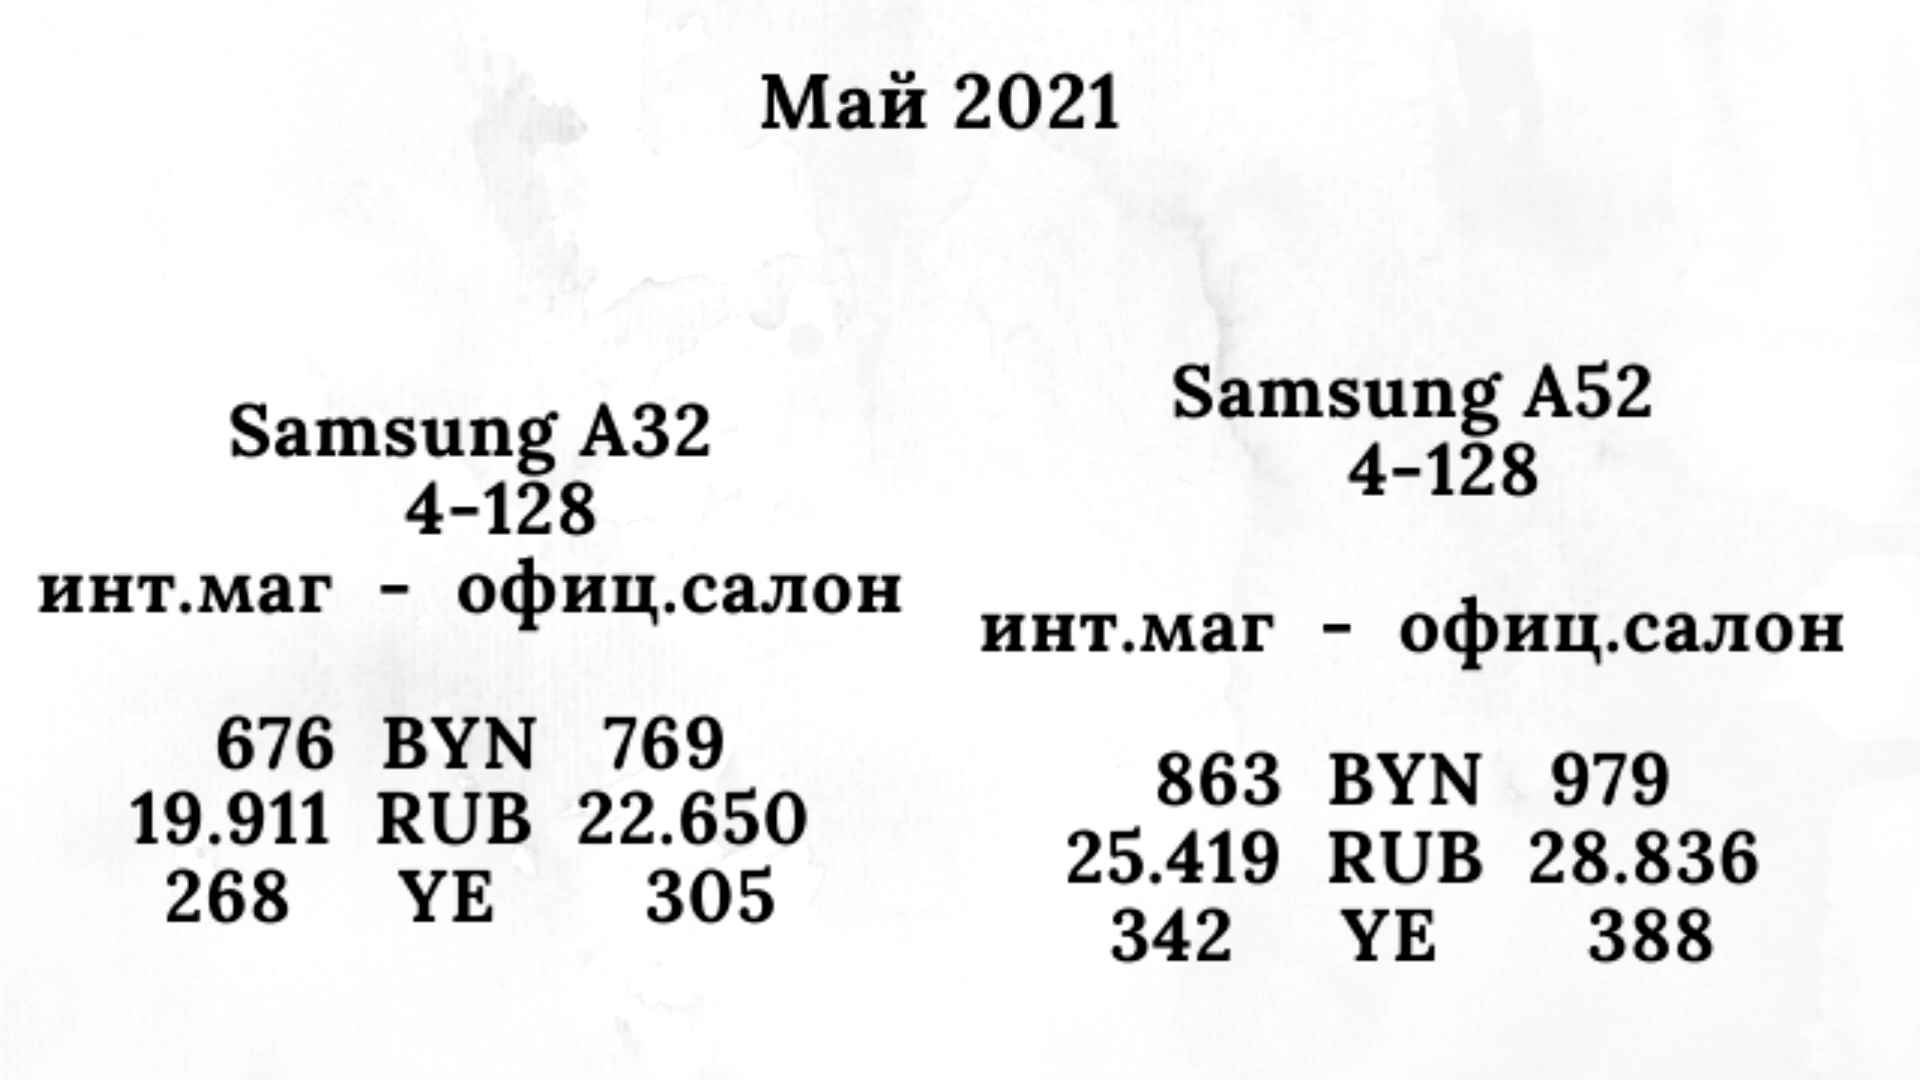 Май 2021
Samsung A32
4-128
инт.маг - офиц.салон
676 BYN 769
19.911 RUB 22.650
268 YE 305
Samsung A52
4-128
инт.маг - офиц.салон
863 BYN 979
25.419 RUB 28.836
342 YE 388